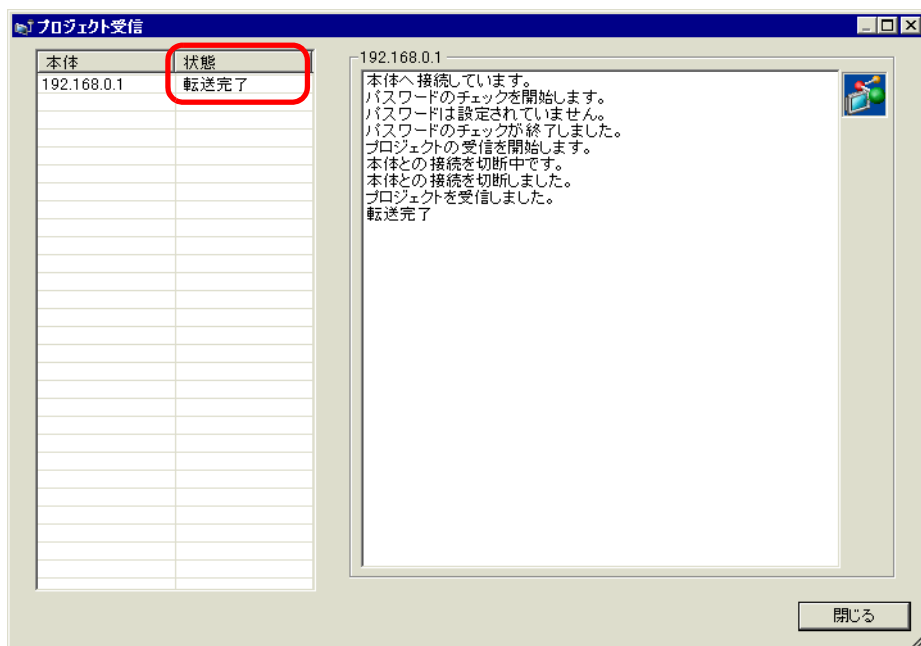 プロジェクト受信
本体 状態
192.168.0.1 転送完了
192.168.0.1
本体へ接続しています。
パスワードのチェックを開始します。
パスワードは設定されていません。
パスワードのチェックが終了しました。
プロジェクトの受信を開始します。
本体との接続を切断中です。
本体との接続を切断しました。
プロジェクトを受信しました。
転送完了
閉じる